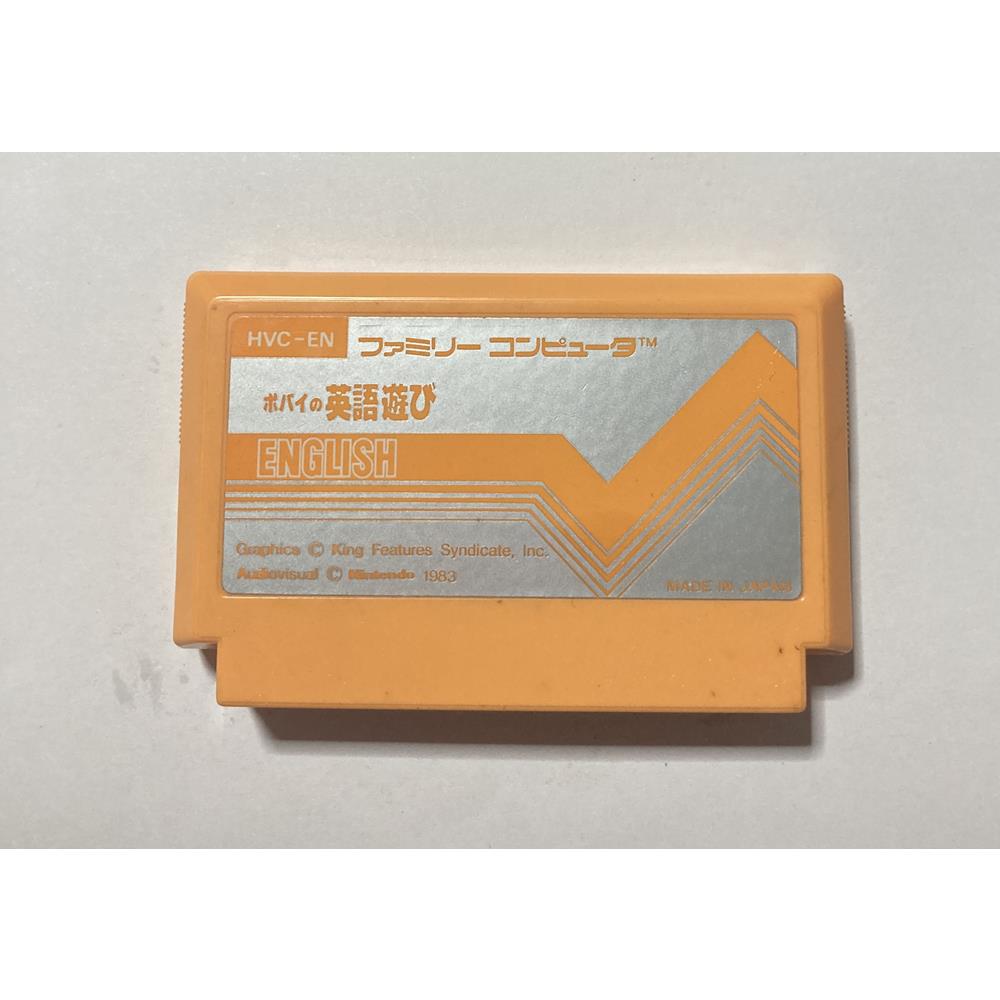 HVC-EN ファミリー コンピュータ™
ポパイの英語遊び
ENGLISH
Graphics © King Features Syndicate, Inc.
Audiovisual © Nintendo 1983
MADE IN JAPAN